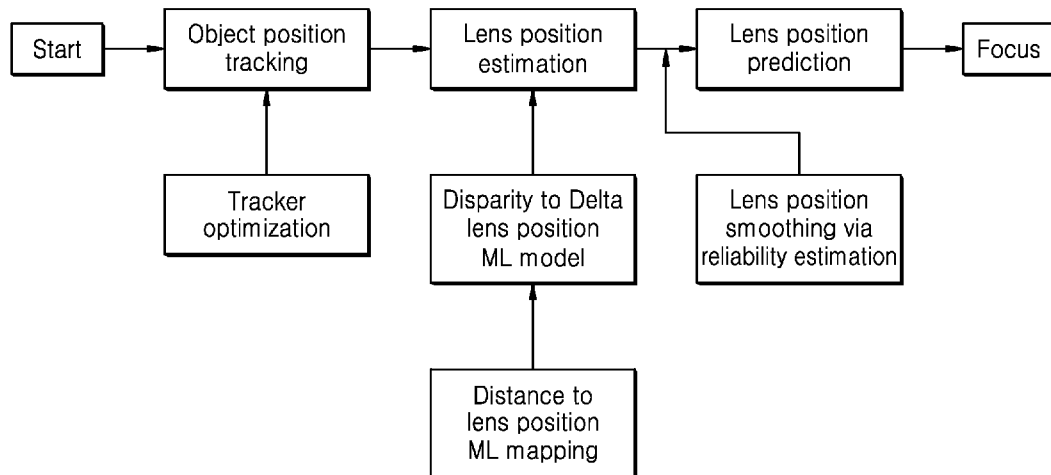 Start
Object position
tracking
Lens position
estimation
Lens position
prediction
Focus
Tracker
optimization
Disparity to Delta
lens position
ML model
Lens position
smoothing via
reliability estimation
Distance to
lens position
ML mapping